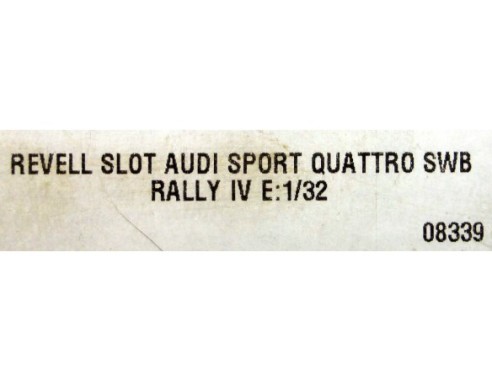 REVELL SLOT AUDI SPORT QUATTRO SWB
RALLY IV E:1/32
08339